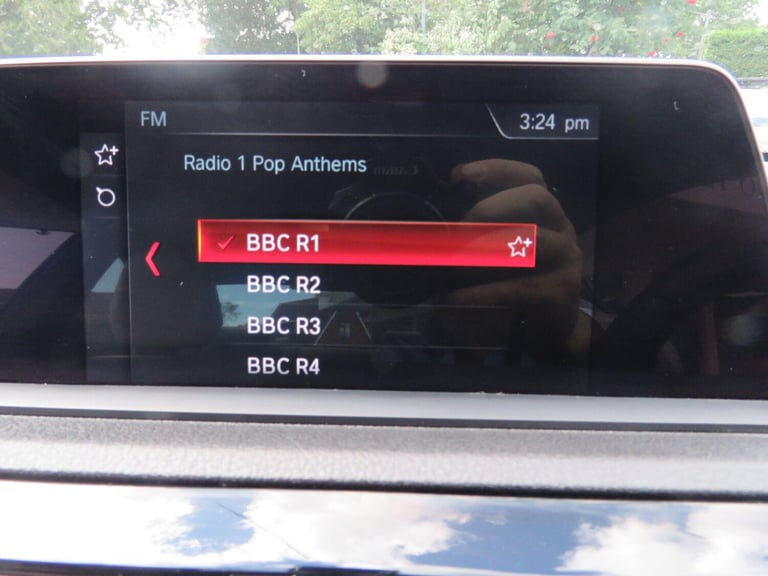 FM
3:24 pm
Radio 1 Pop Anthems
BBC R1
BBC R2
BBC R3
BBC R4